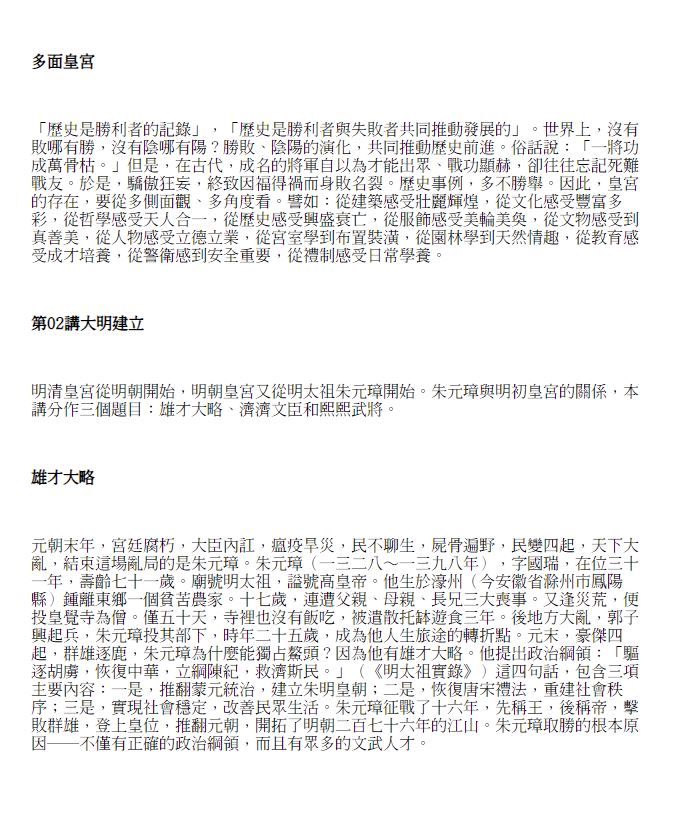 多面皇宮
「歷史是勝利者的記錄」，「歷史是勝利者與失敗者共同推動發展的」。世界上，沒有
敗哪有勝，沒有陰哪有陽？勝敗、陰陽的演化，共同推動歷史前進。俗話說：「一將功
成萬骨枯。」但是，在古代，成名的將軍自以為才能出眾、戰功顯赫，卻往往忘記死難
戰友。於是，驕傲狂妄，終致因福得禍而身敗名裂。歷史事例，多不勝舉。因此，皇宮
的存在，要從多側面觀、多角度看。譬如：從建築感受壯麗輝煌，從文化感受豐富多
彩，從哲學感受天人合一，從歷史感受興盛衰亡，從服飾感受美輪美奐，從文物感受到
真善美，從人物感受立德立業，從宮室學到布置裝潢，從園林學到天然情趣，從教育感
受成才培養，從警衛感到安全重要，從禮制感受日常學養。
第02講大明建立
明清皇宮從明朝開始，明朝皇宮又從明太祖朱元璋開始。朱元璋與明初皇宮的關係，本
講分作三個題目：雄才大略、濟濟文臣和熙熙武將。
雄才大略
元朝末年，宮廷腐朽，大臣內訌，瘟疫旱災，民不聊生，屍骨遍野，民變四起，天下大
亂，結束這場亂局的是朱元璋。朱元璋（一三二八～一三九八年），字國瑞，在位三十
一年，壽齡七十一歲。廟號明太祖，謚號高皇帝。他生於濠州（今安徽省滁州市鳳陽
縣）鍾離東鄉一個貧苦農家。十七歲，連遭父親、母親、長兄三大喪事。又逢災荒，便
投皇覺寺為僧。僅五十天，寺裡也沒有飯吃，被遣散托缽遊食三年。後地方大亂，郭子
興起兵，朱元璋投其部下，時年二十五歲，成為他人生旅途的轉折點。元末，豪傑四
起，群雄逐鹿，朱元璋為什麼能獨占鰲頭？因為他有雄才大略。他提出政治綱領：「驅
逐胡虜，恢復中華，立綱陳紀，救濟斯民。」（《明太祖實錄》）這四句話，包含三項
主要內容：一是，推翻蒙元統治，建立朱明皇朝；二是，恢復唐宋禮法，重建社會秩
序；三是，實現社會穩定，改善民眾生活。朱元璋征戰了十六年，先稱王，後稱帝，擊
敗群雄，登上皇位，推翻元朝，開拓了明朝二百七十六年的江山。朱元璋取勝的根本原
因──不僅有正確的政治綱領，而且有眾多的文武人才。